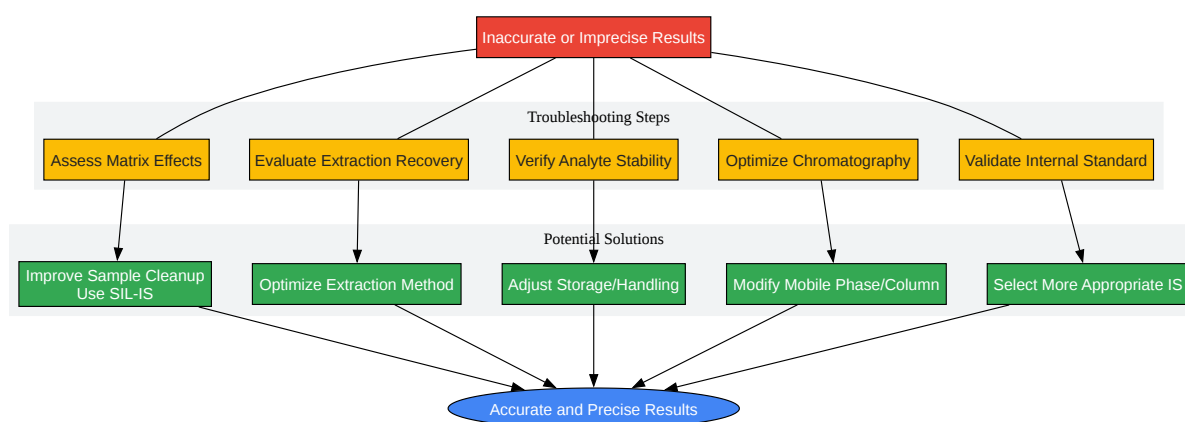 Inaccurate or Imprecise Results
Troubleshooting Steps
Assess Matrix Effects
Evaluate Extraction Recovery
Verify Analyte Stability
Optimize Chromatography
Validate Internal Standard
Potential Solutions
Improve Sample Cleanup
Use SIL-IS
Optimize Extraction Method
Adjust Storage/Handling
Modify Mobile Phase/Column
Select More Appropriate IS
Accurate and Precise Results